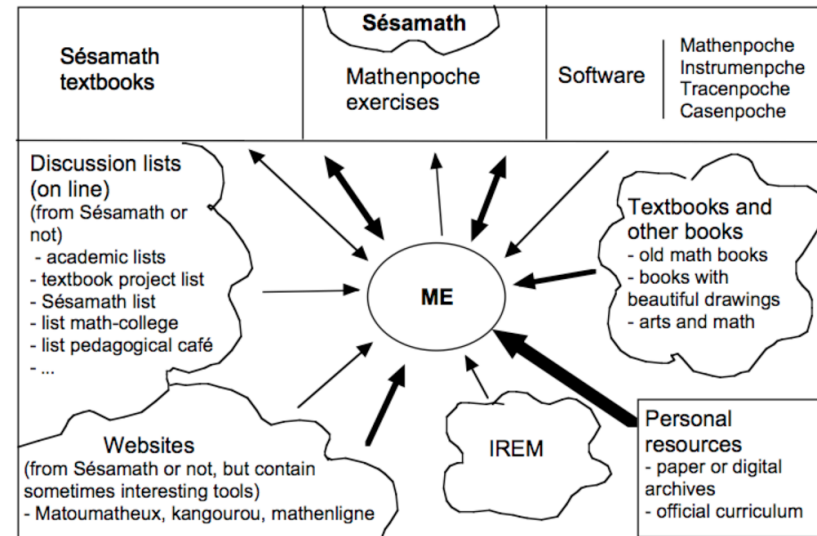 Sésamath
Sésamath
textbooks
Mathenpoche
exercises
Software
Mathenpoche
Instrumenpche
Tracenpoche
Casenpoche
Discussion lists
(on line)
(from Sésamath or
not)
- academic lists
- textbook project list
- Sésamath list
- list math-college
- list pedagogical café
- ...
ME
Textbooks and
other books
- old math books
- books with
beautiful drawings
- arts and math
Websites
(from Sésamath or not, but contain
sometimes interesting tools)
- Matoumatheux, kangourou, mathenligne
IREM
Personal
resources
- paper or digital
archives
- official curriculum